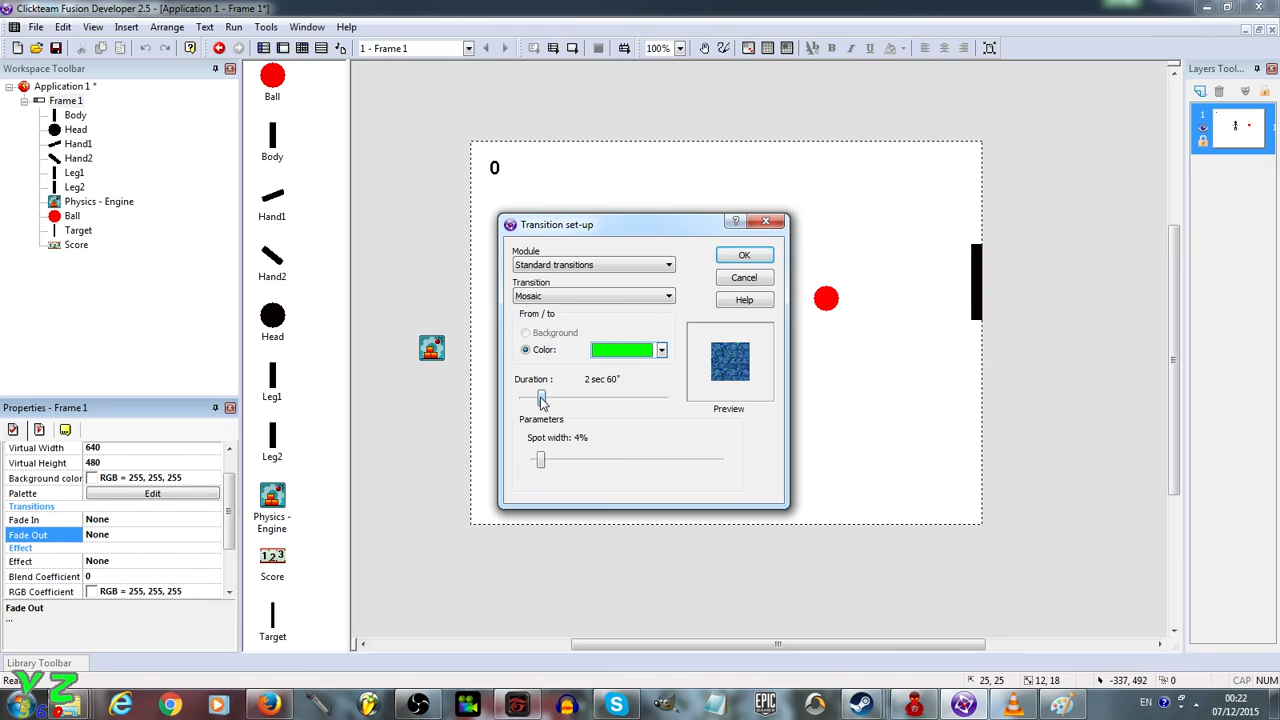 Clickteam Fusion Developer 2.5 - [Application 1 - Frame 1*]
File Edit View Insert Arrange Text Run Tools Window Help
1 - Frame 1
100%
Workspace Toolbar
Application 1 *
Frame 1
Body
Head
Hand1
Hand2
Leg1
Leg2
Physics - Engine
Ball
Target
Score
Ball
Body
Hand1
Hand2
Head
Leg1
Leg2
Physics -
Engine
Score
Target
0
Transition set-up
Module
Standard transitions
Transition
Mosaic
From / to
Background
Color:
Duration : 2 sec 60"
Parameters
Spot width: 4%
OK
Cancel
Help
Preview
Layers Tool...
1
Properties - Frame 1
Virtual Width 640
Virtual Height 480
Background color RGB = 255, 255, 255
Palette Edit
Transitions
Fade In None
Fade Out None
Effect
Effect None
Blend Coefficient 0
RGB Coefficient RGB = 255, 255, 255
Fade Out
...
Library Toolbar
25, 25 12, 18 -337, 492 0 CAP NUM
YZ
EPIC
GAMES
EN
00:22
07/12/2015